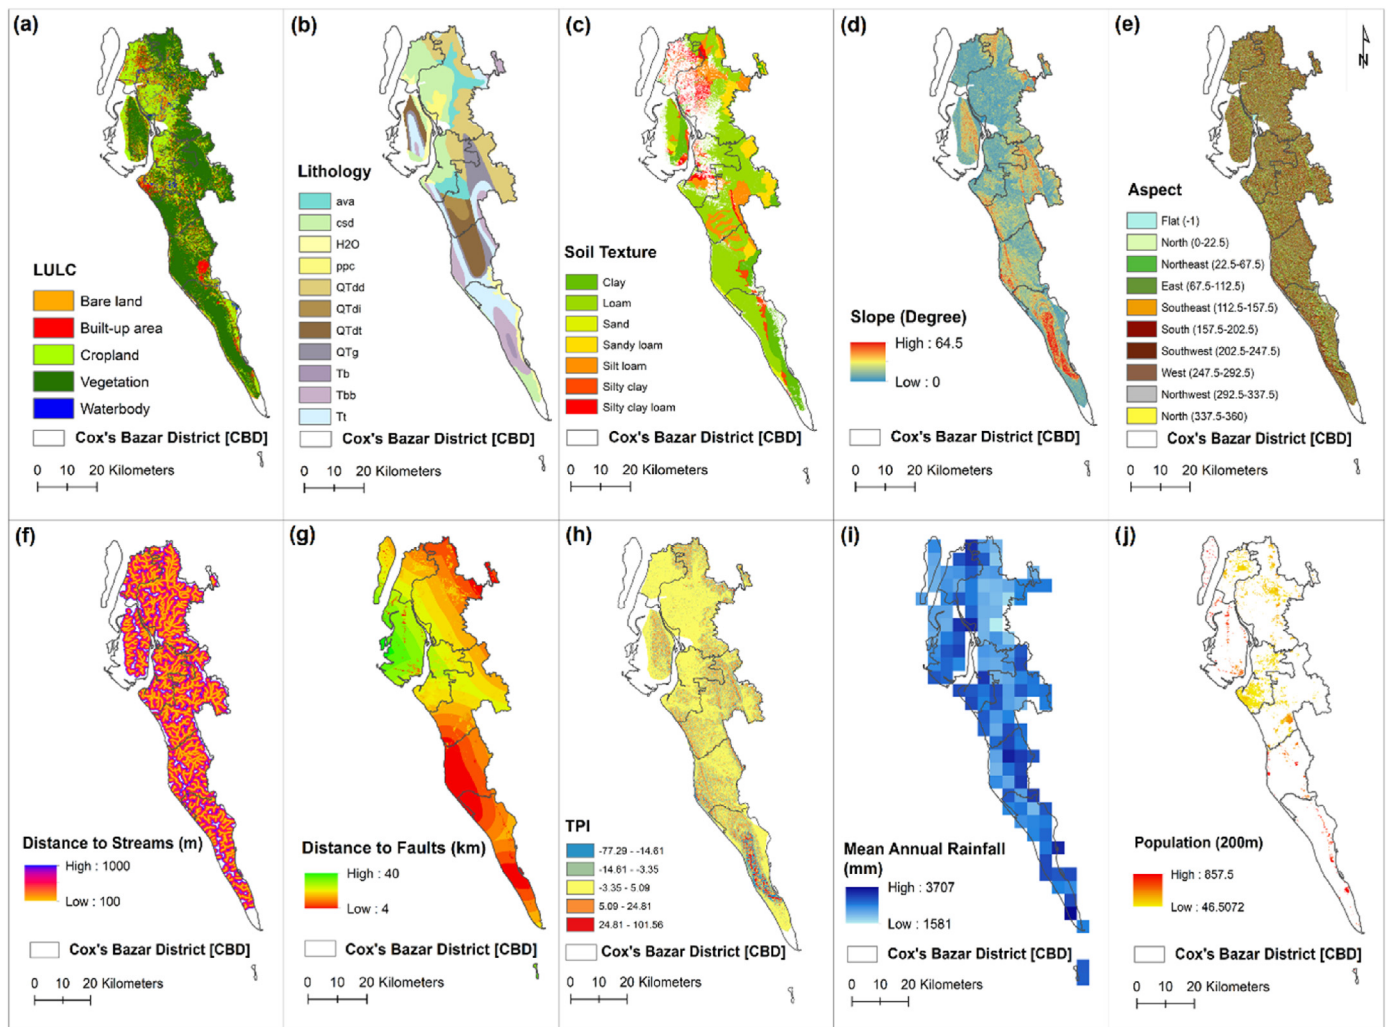 (a)
LULC
Bare land
Built-up area
Cropland
Vegetation
Waterbody
Cox's Bazar District [CBD]
0 10 20 Kilometers
(b)
Lithology
ava
csd
H2O
ppc
QTdd
QTdi
QTdt
QTg
Tb
Tbb
Tt
Cox's Bazar District [CBD]
0 10 20 Kilometers
(c)
Soil Texture
Clay
Loam
Sand
Sandy loam
Silt loam
Silty clay
Silty clay loam
Cox's Bazar District [CBD]
0 10 20 Kilometers
(d)
Slope (Degree)
High : 64.5
Low : 0
Cox's Bazar District [CBD]
0 10 20 Kilometers
(e)
N
Aspect
Flat (-1)
North (0-22.5)
Northeast (22.5-67.5)
East (67.5-112.5)
Southeast (112.5-157.5)
South (157.5-202.5)
Southwest (202.5-247.5)
West (247.5-292.5)
Northwest (292.5-337.5)
North (337.5-360)
Cox's Bazar District [CBD]
0 10 20 Kilometers
(f)
Distance to Streams (m)
High : 1000
Low : 100
Cox's Bazar District [CBD]
0 10 20 Kilometers
(g)
Distance to Faults (km)
High : 40
Low : 4
Cox's Bazar District [CBD]
0 10 20 Kilometers
(h)
TPI
-77.29 - -14.61
-14.61 - -3.35
-3.35 - 5.09
5.09 - 24.81
24.81 - 101.56
Cox's Bazar District [CBD]
0 10 20 Kilometers
(i)
Mean Annual Rainfall
(mm)
High : 3707
Low : 1581
Cox's Bazar District [CBD]
0 10 20 Kilometers
(j)
Population (200m)
High : 857.5
Low : 46.5072
Cox's Bazar District [CBD]
0 10 20 Kilometers